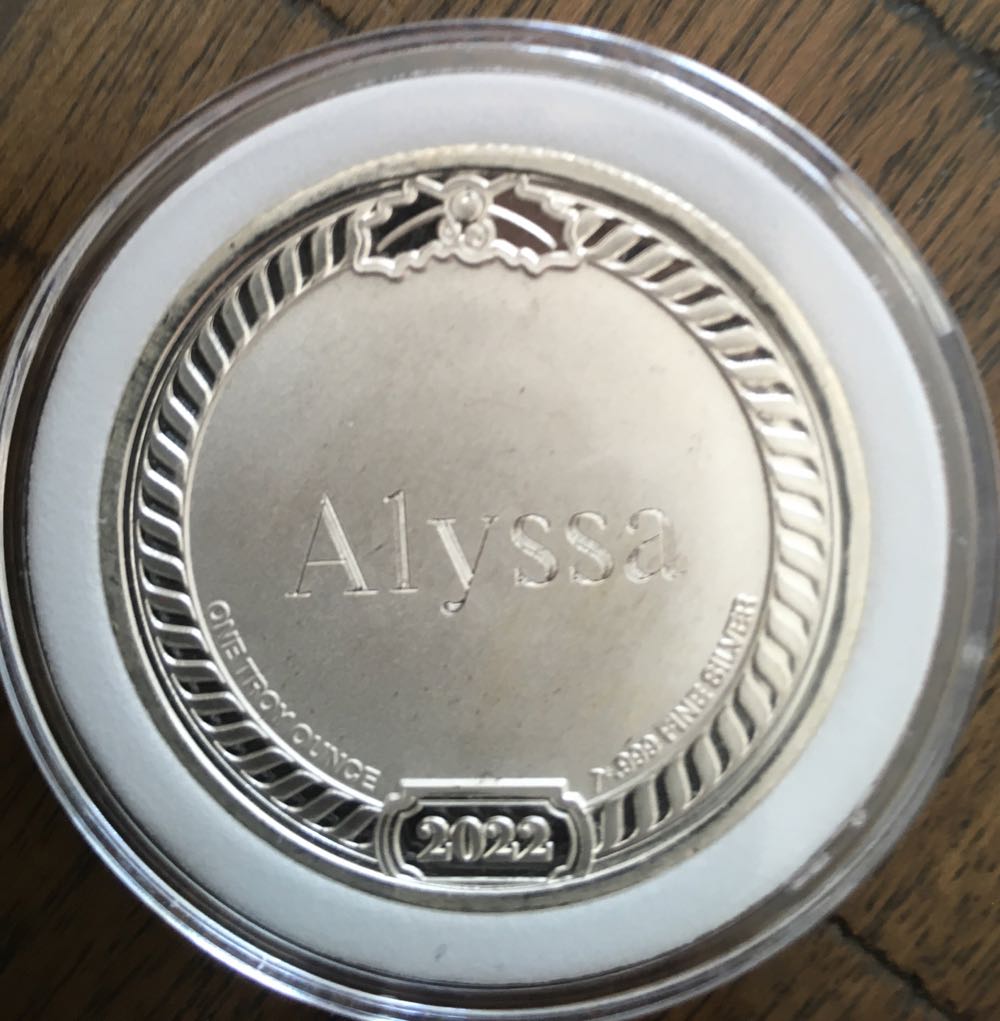 Alyssa
ONE TROY OUNCE
.999 FINE SILVER
2022